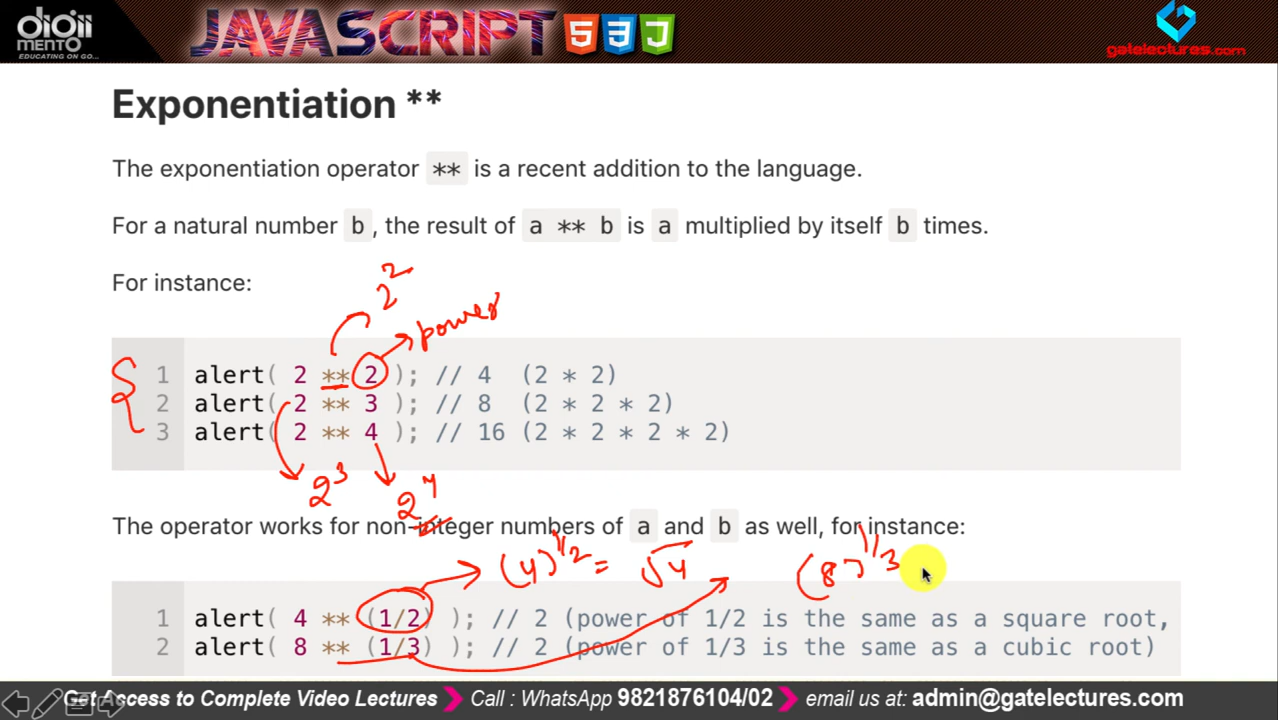 didii
MENTO
EDUCATING ON GO...
JAVASCRIPT
gatelectures.com
Exponentiation **
The exponentiation operator ** is a recent addition to the language.
For a natural number b , the result of a ** b is a multiplied by itself b times.
For instance:
2²
power
1 alert( 2 ** 2 ); // 4 (2 * 2)
2 alert( 2 ** 3 ); // 8 (2 * 2 * 2)
3 alert( 2 ** 4 ); // 16 (2 * 2 * 2 * 2)
2³
2⁴
The operator works for non-integer numbers of a and b as well, for instance:
(4)^1/2 = √4
(8)^1/3
1 alert( 4 ** (1/2) ); // 2 (power of 1/2 is the same as a square root,
2 alert( 8 ** (1/3) ); // 2 (power of 1/3 is the same as a cubic root)
Get Access to Complete Video Lectures Call : WhatsApp 9821876104/02 email us at: admin@gatelectures.com